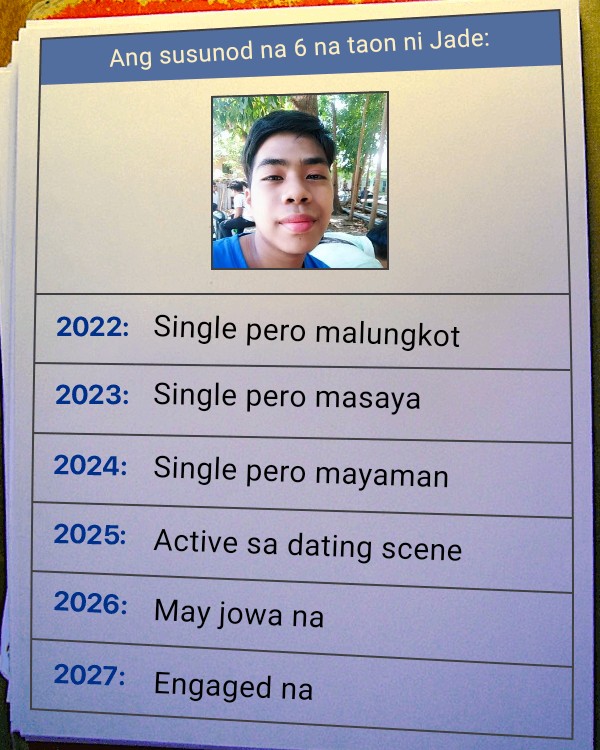 Ang susunod na 6 na taon ni Jade:
2022: Single pero malungkot
2023: Single pero masaya
2024: Single pero mayaman
2025: Active sa dating scene
2026: May jowa na
2027: Engaged na